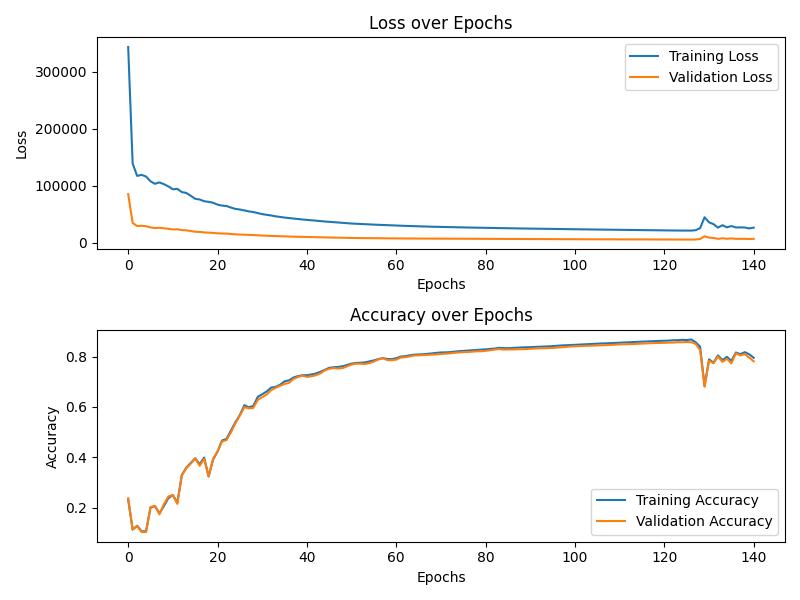 Loss over Epochs
Training Loss
Validation Loss
Loss
300000
200000
100000
0
0 20 40 60 80 100 120 140
Epochs
Accuracy over Epochs
Accuracy
0.8
0.6
0.4
0.2
Training Accuracy
Validation Accuracy
0 20 40 60 80 100 120 140
Epochs